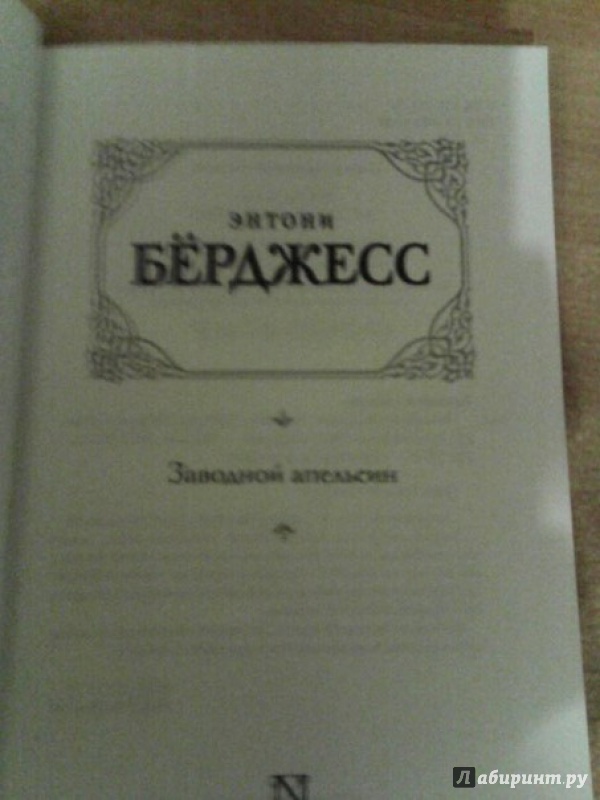 ЭНТОНИ
БЁРДЖЕСС
Заводной апельсин
N
Лабиринт.ру